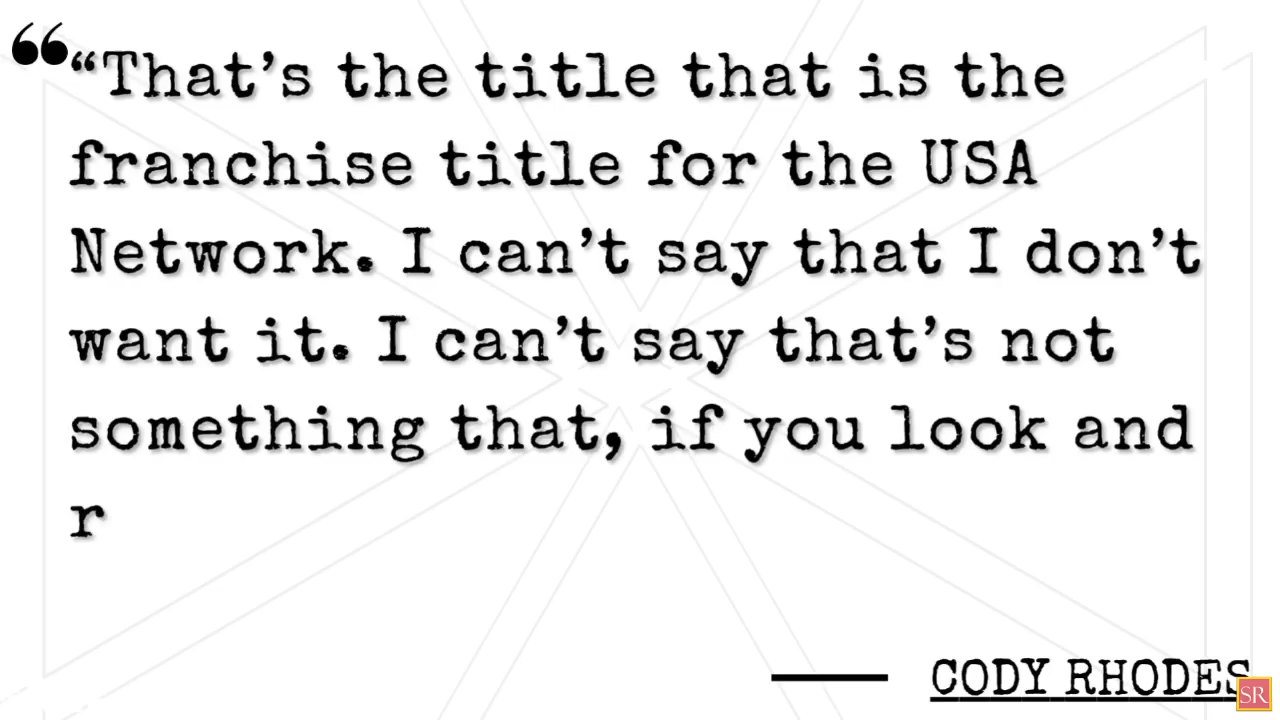 ““That’s the title that is the
franchise title for the USA
Network. I can’t say that I don’t
want it. I can’t say that’s not
something that, if you look and
r
CODY RHODES
SR